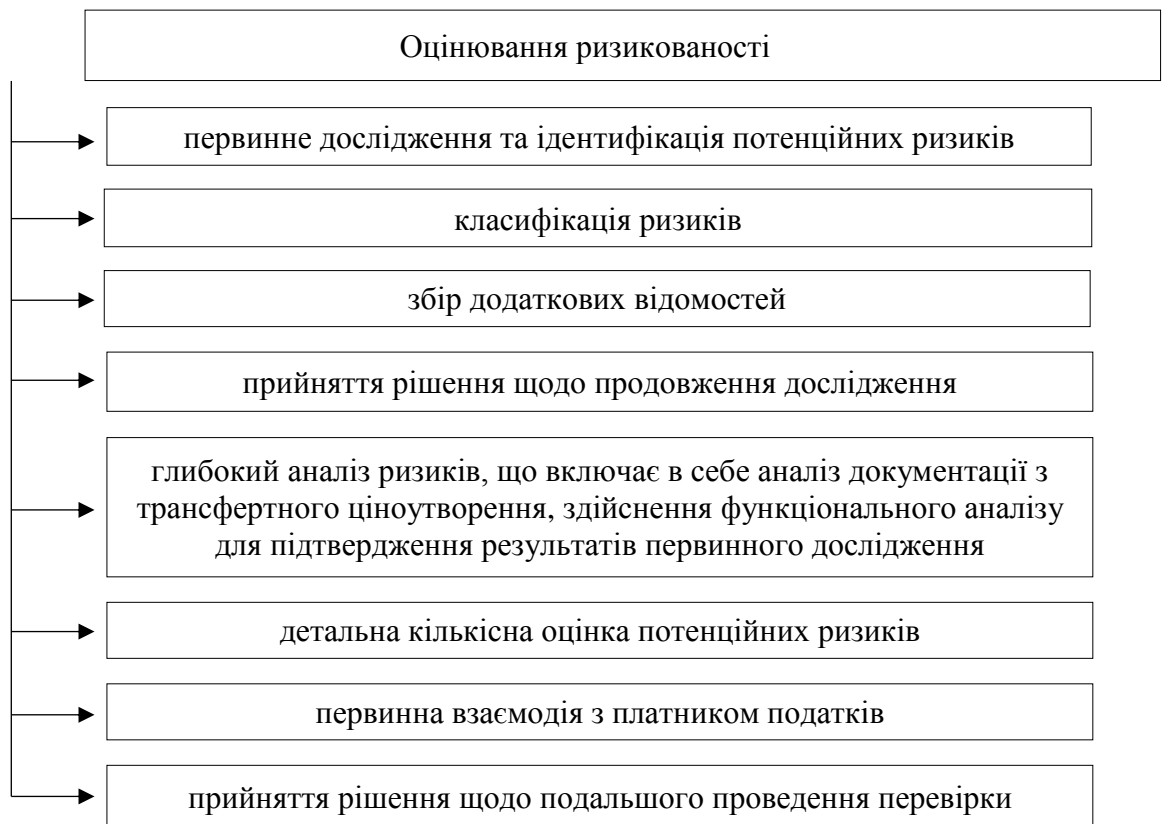 Оцінювання ризикованості
первинне дослідження та ідентифікація потенційних ризиків
класифікація ризиків
збір додаткових відомостей
прийняття рішення щодо продовження дослідження
глибокий аналіз ризиків, що включає в себе аналіз документації з
трансфертного ціноутворення, здійснення функціонального аналізу
для підтвердження результатів первинного дослідження
детальна кількісна оцінка потенційних ризиків
первинна взаємодія з платником податків
прийняття рішення щодо подальшого проведення перевірки